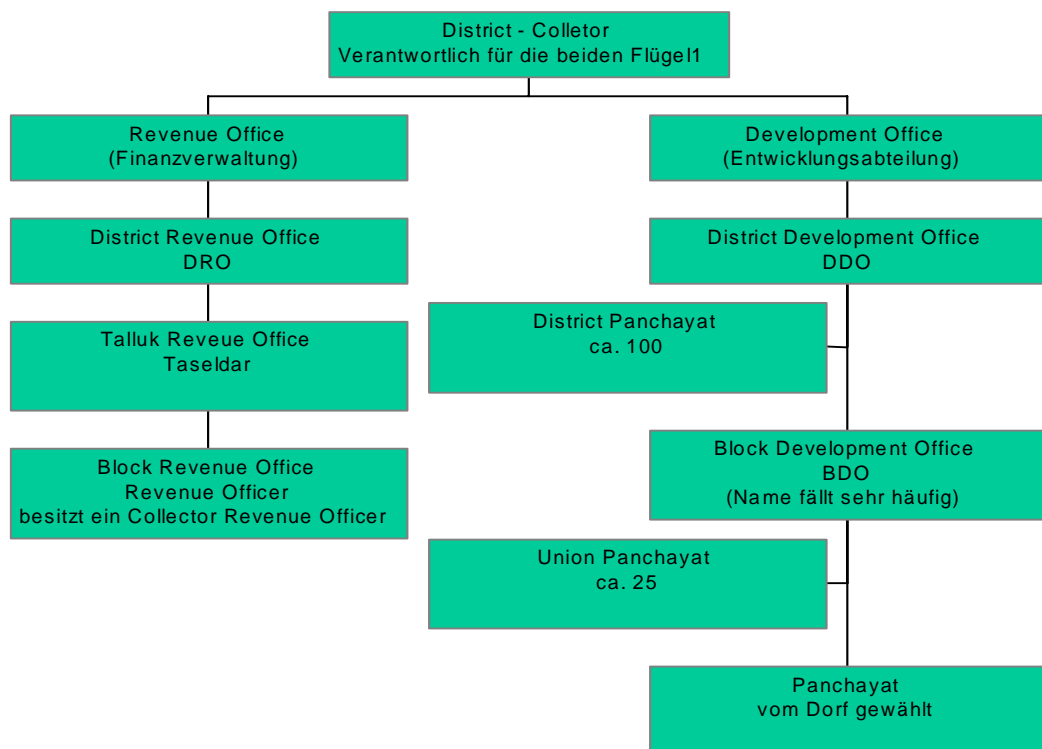 District - Colletor
Verantwortlich für die beiden Flügel1
Revenue Office
(Finanzverwaltung)
Development Office
(Entwicklungsabteilung)
District Revenue Office
DRO
District Development Office
DDO
District Panchayat
ca. 100
Talluk Reveue Office
Taseldar
Block Revenue Office
Revenue Officer
besitzt ein Collector Revenue Officer
Block Development Office
BDO
(Name fällt sehr häufig)
Union Panchayat
ca. 25
Panchayat
vom Dorf gewählt